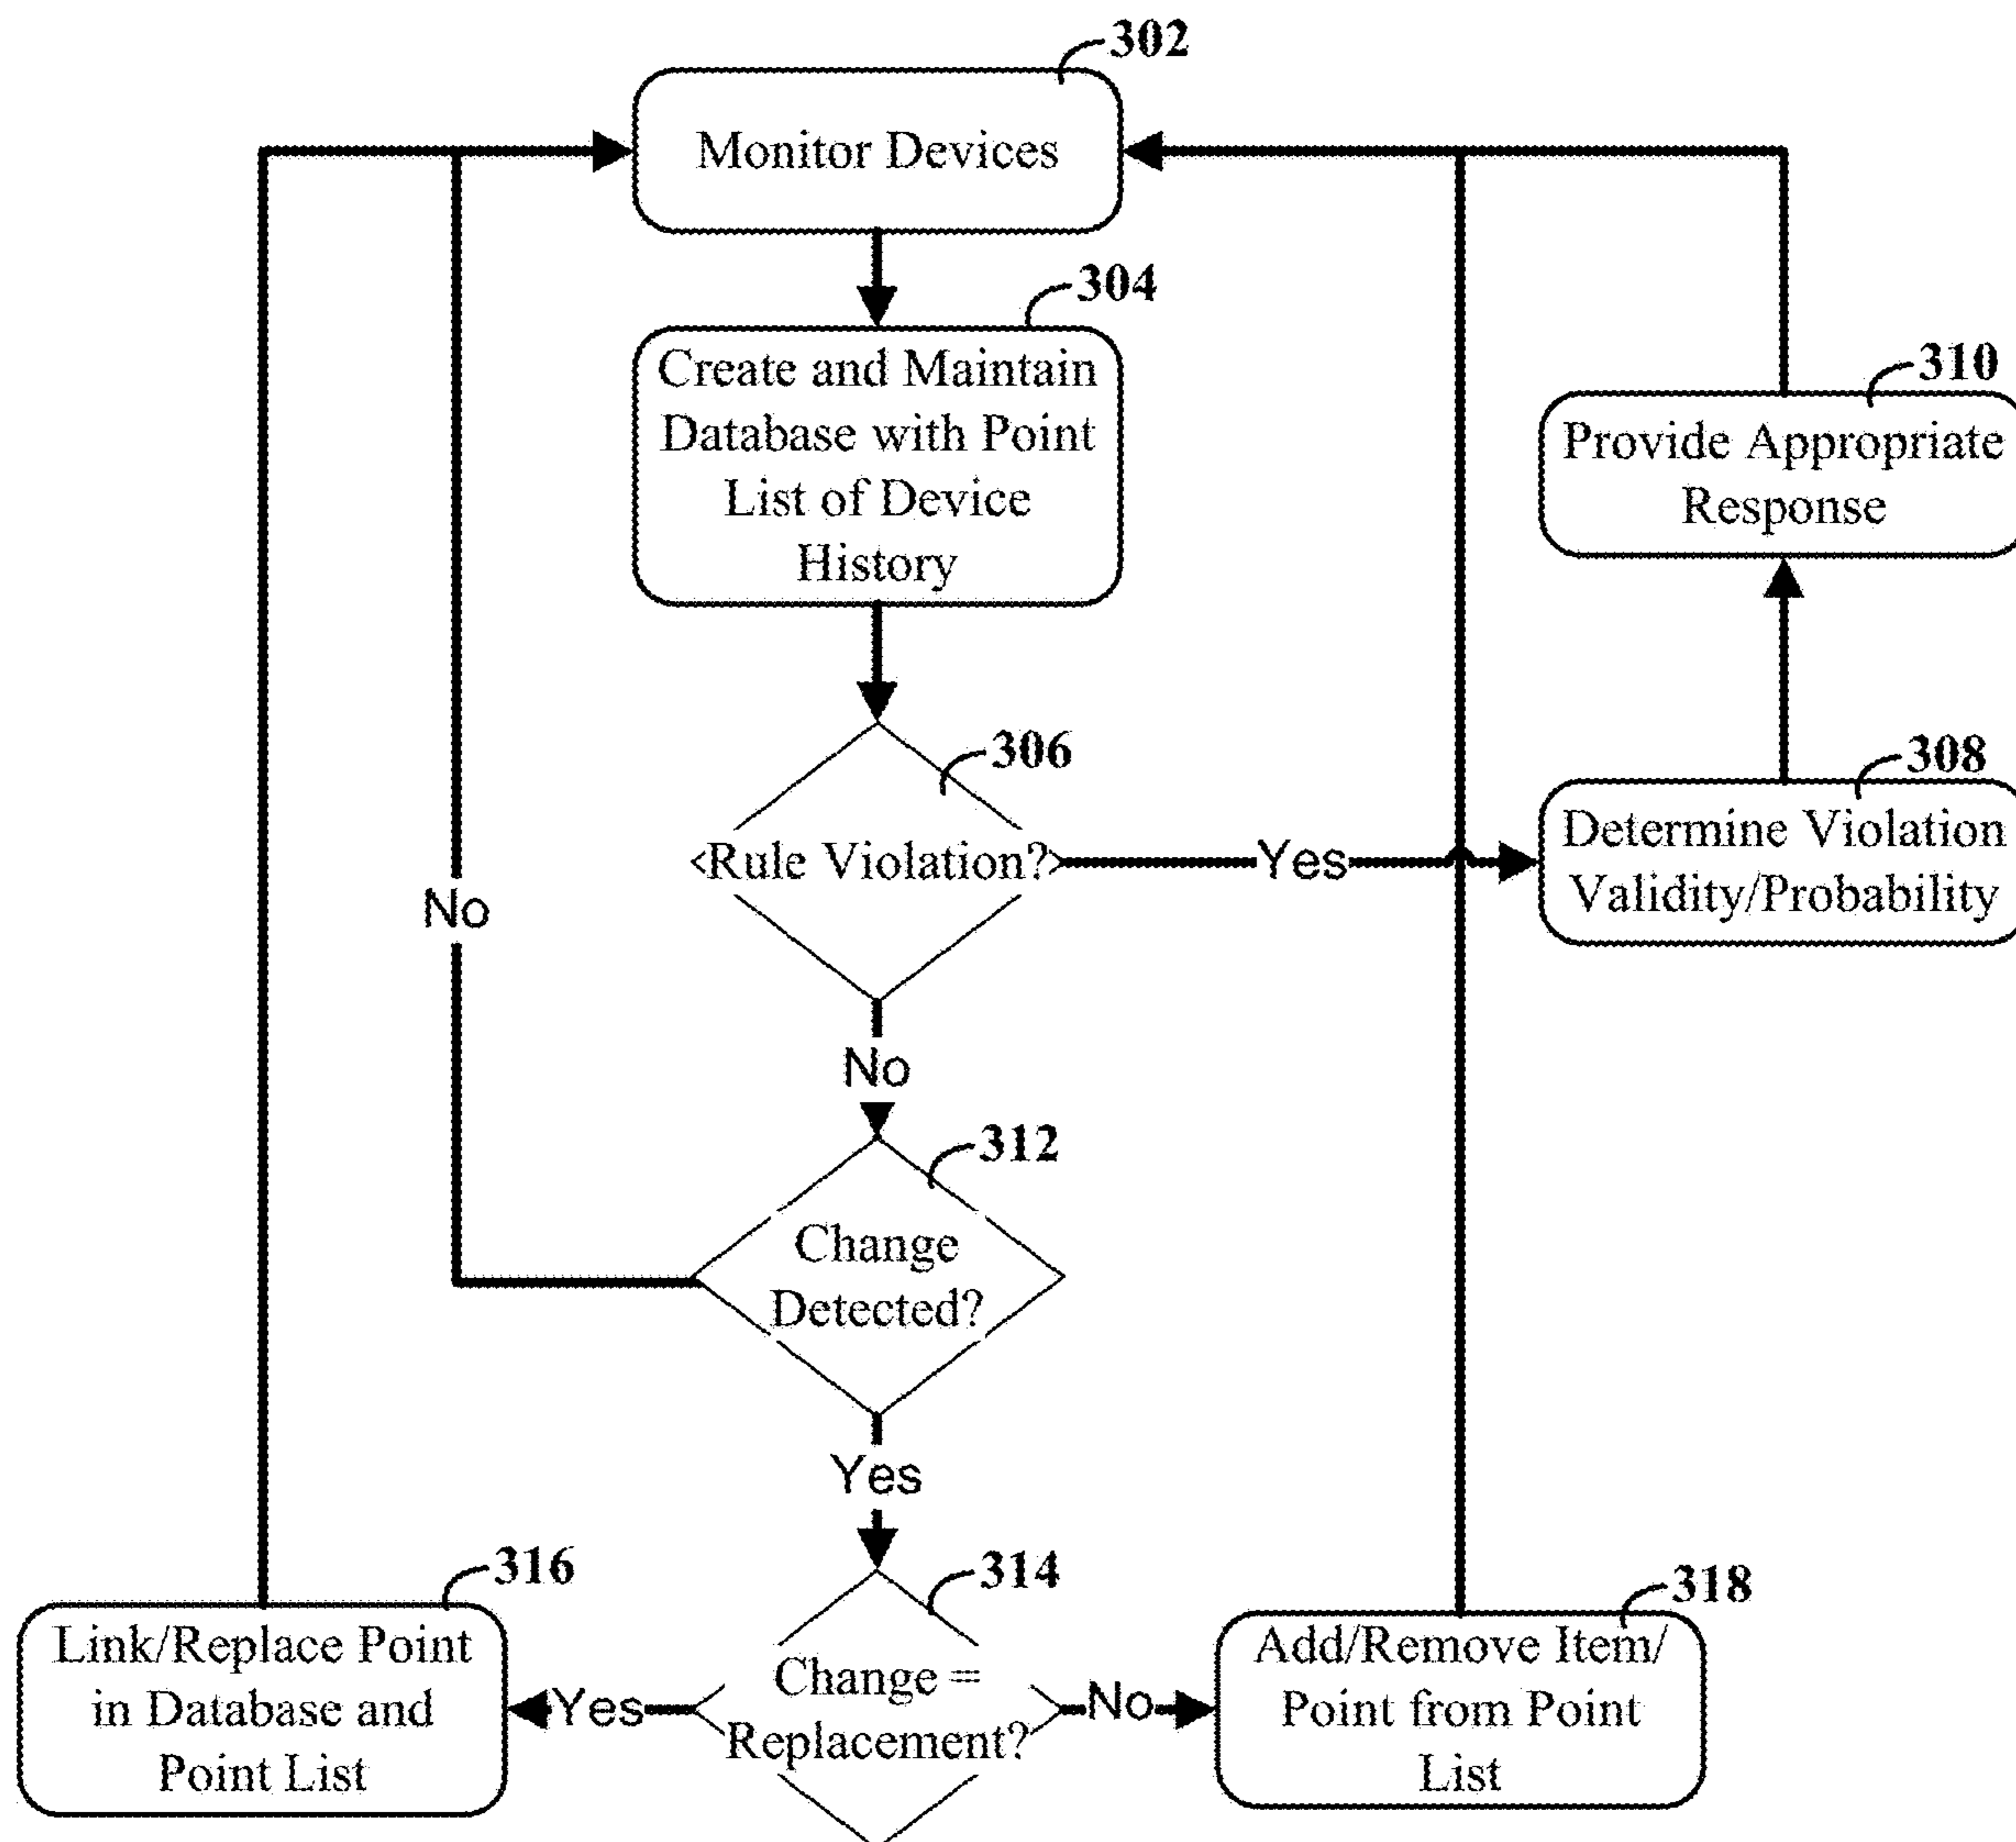 302
Monitor Devices
304
Create and Maintain
Database with Point
List of Device
History
310
Provide Appropriate
Response
306
Rule Violation?
Yes
308
Determine Violation
Validity/Probability
No
No
312
Change
Detected?
Yes
316
Link/Replace Point
in Database and
Point List
314
Change =
Replacement?
Yes
No
318
Add/Remove Item/
Point from Point
List